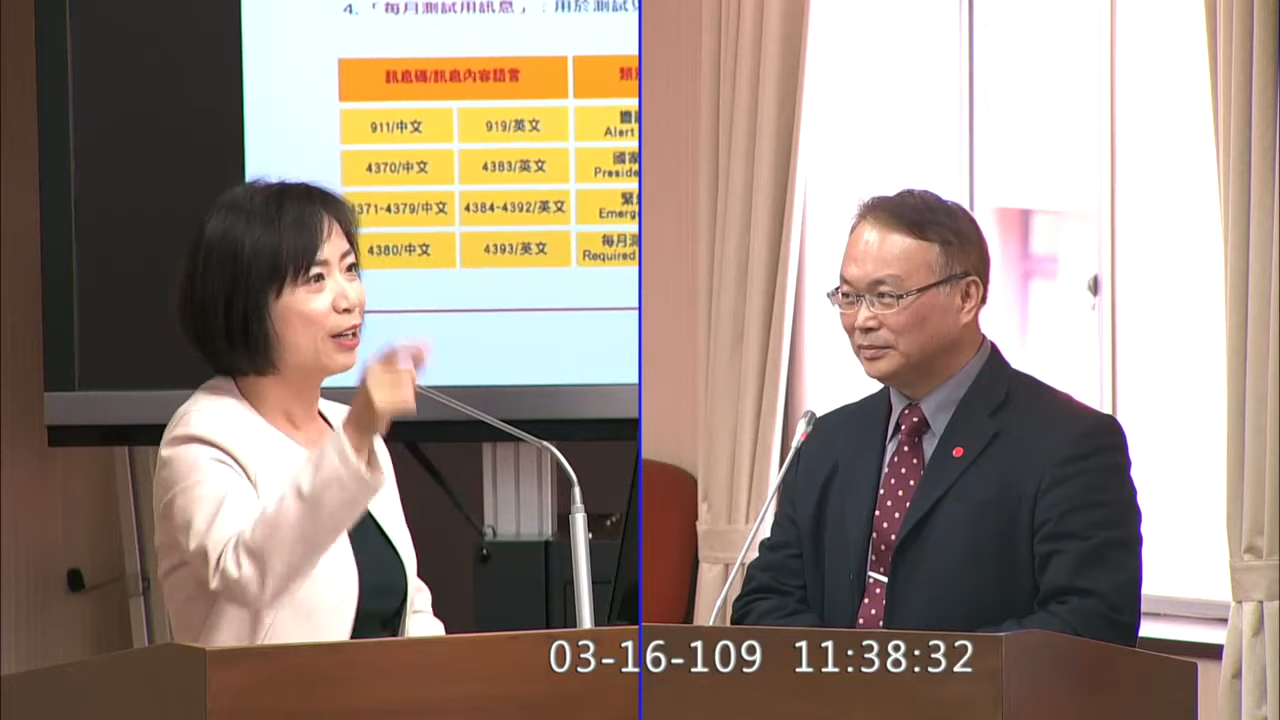 4. 「每月測試用訊息」：用於測試
訊息碼/訊息內容語言
911/中文 919/英文 Alert
4370/中文 4383/英文 國家 Preside
371-4379/中文 4384-4392/英文 緊 Emerg
4380/中文 4393/英文 每月測 Required
03-16-109 11:38:32